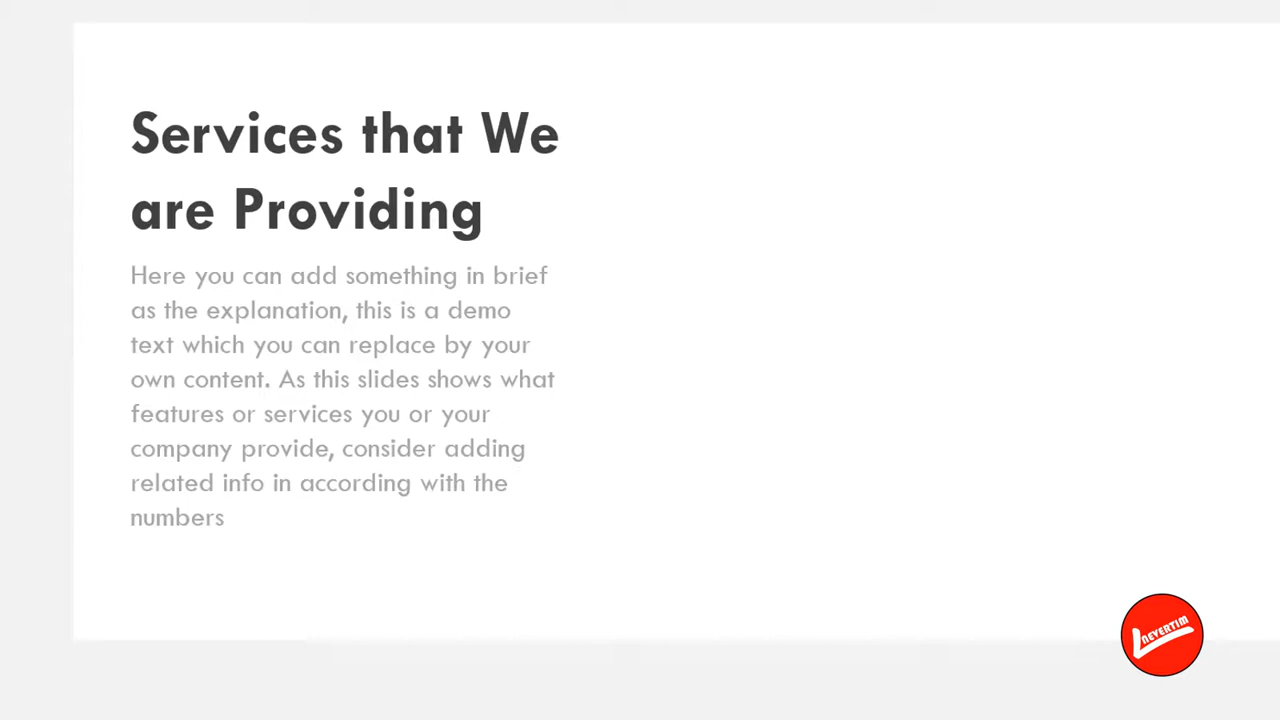 Services that We
are Providing
Here you can add something in brief
as the explanation, this is a demo
text which you can replace by your
own content. As this slides shows what
features or services you or your
company provide, consider adding
related info in according with the
numbers
LNEVERTIM